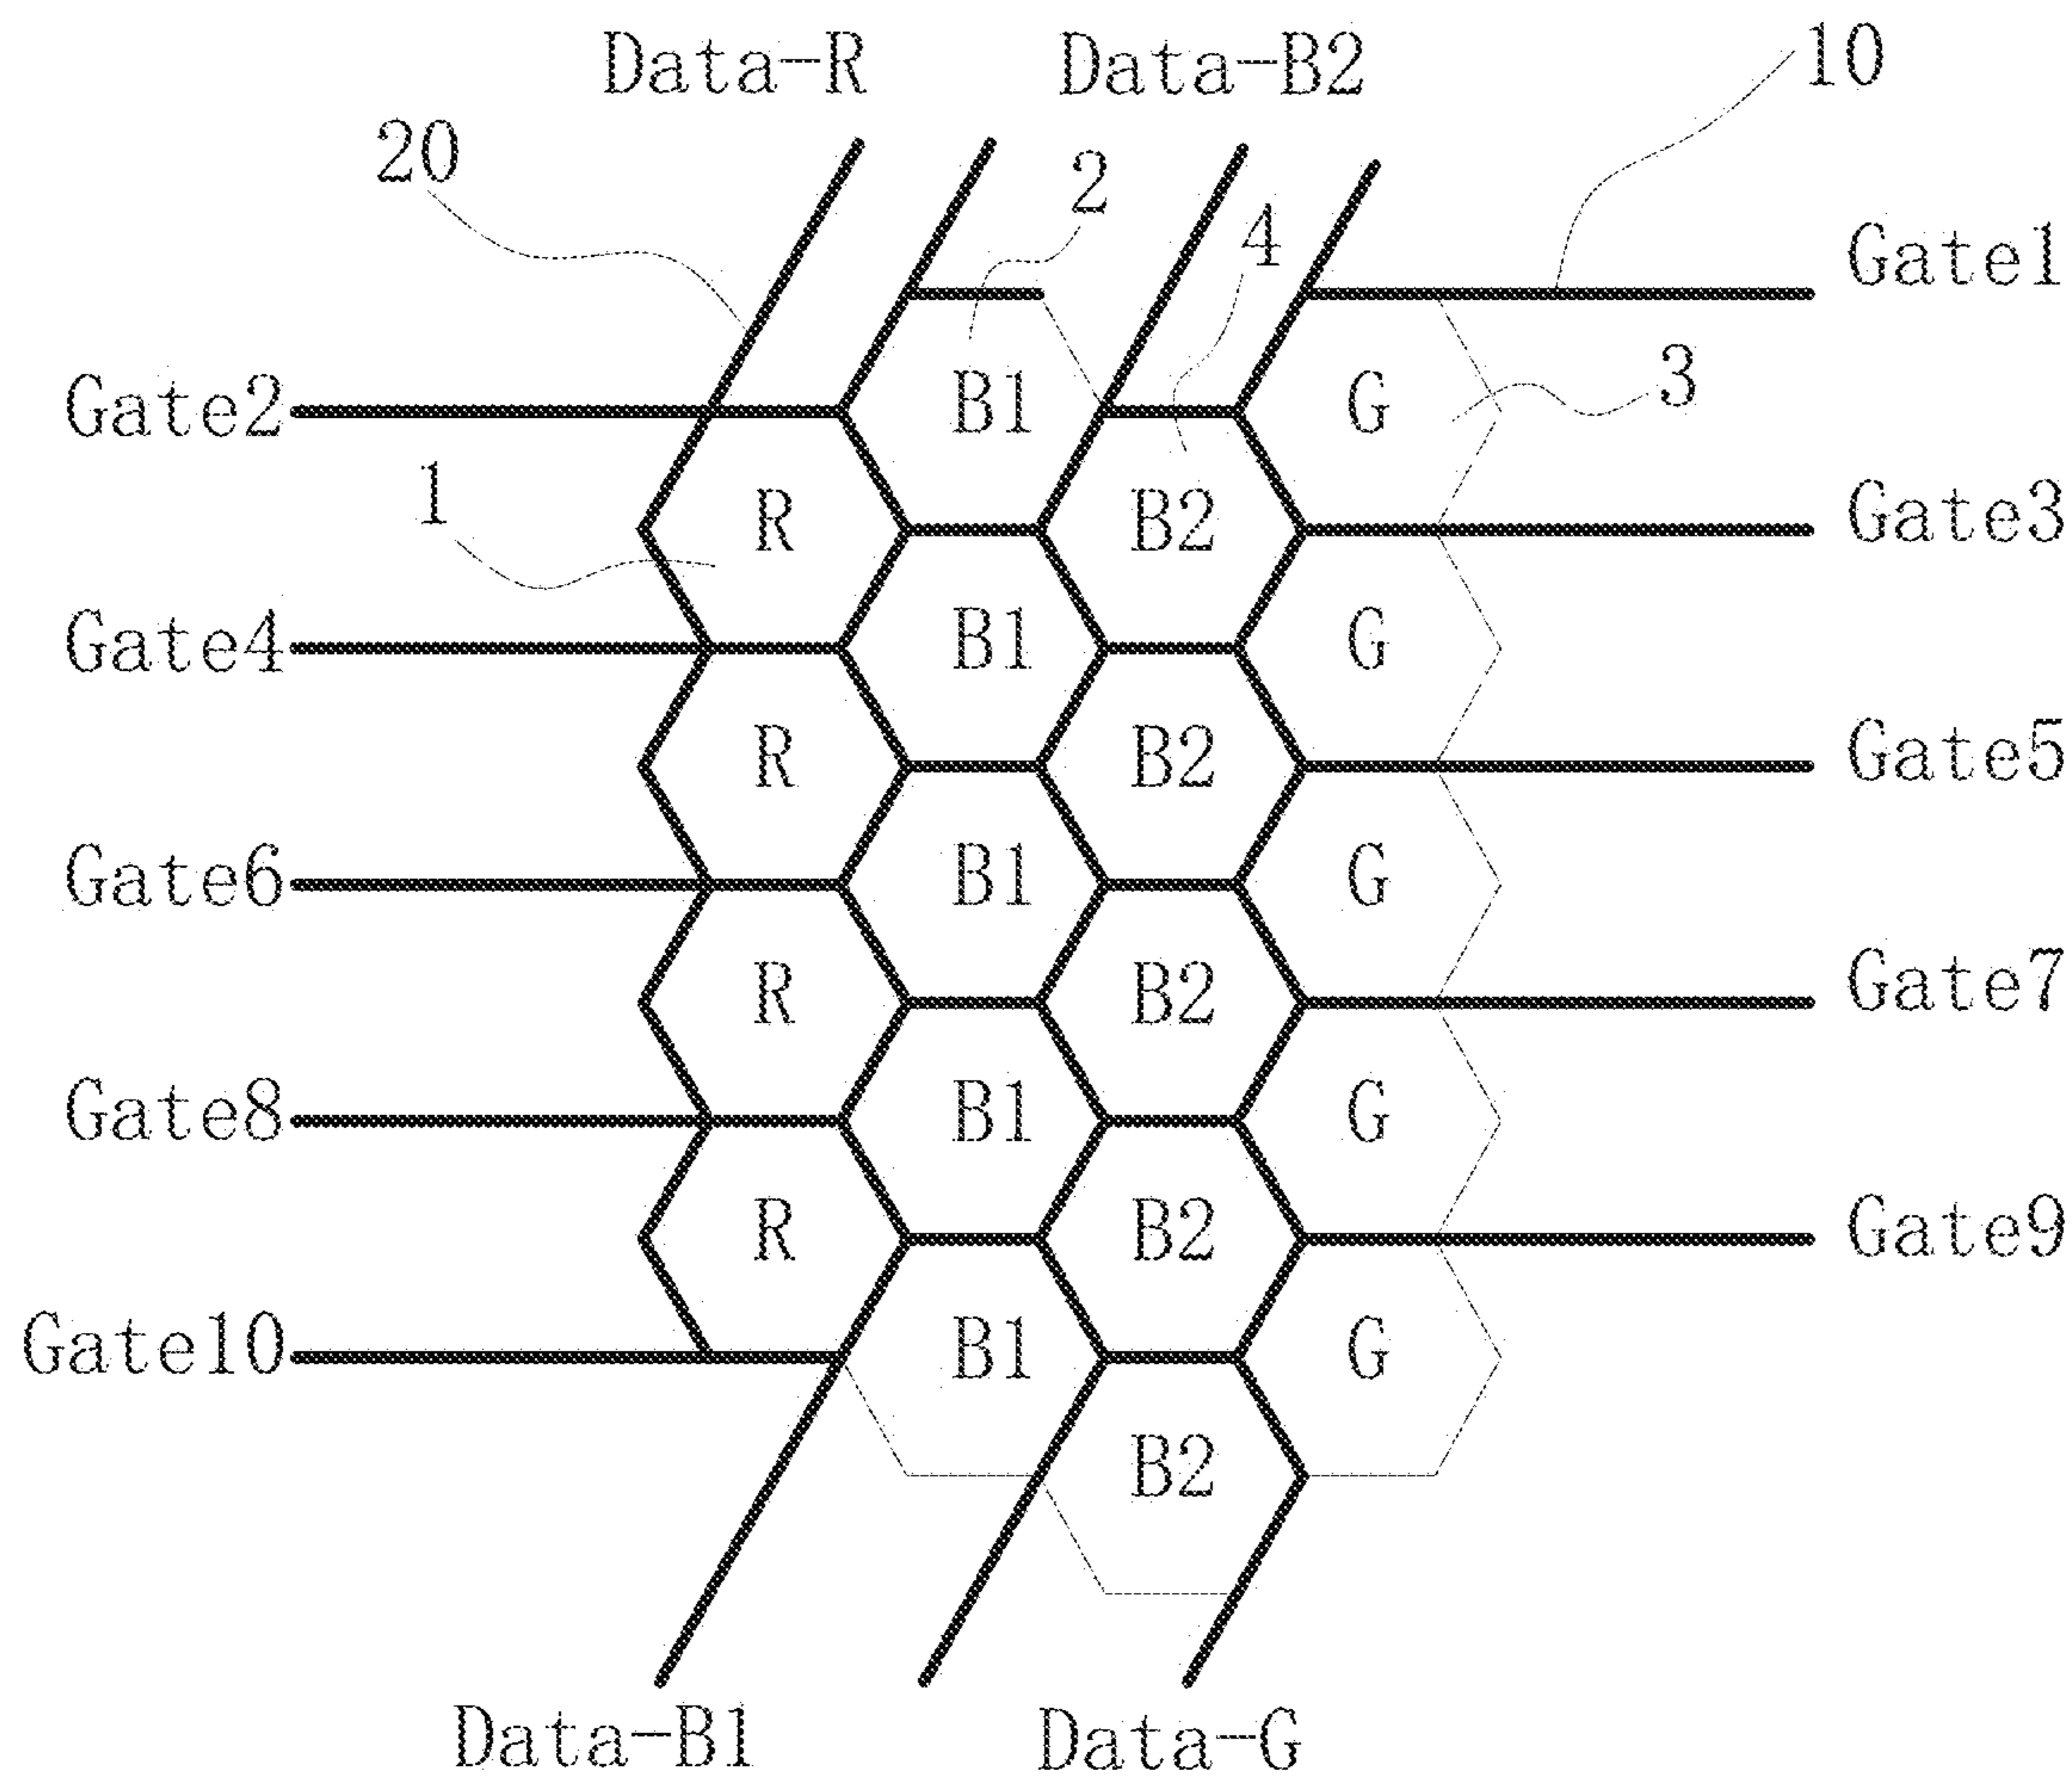 Data-R Data-B2 10
20 2 4 Gate1
Gate2 B1 G 3
1 R B2 Gate3
Gate4 B1 G
R B2 Gate5
Gate6 B1 G
R B2 Gate7
Gate8 B1 G
R B2 Gate9
Gate10 B1 G
B2
Data-B1 Data-G